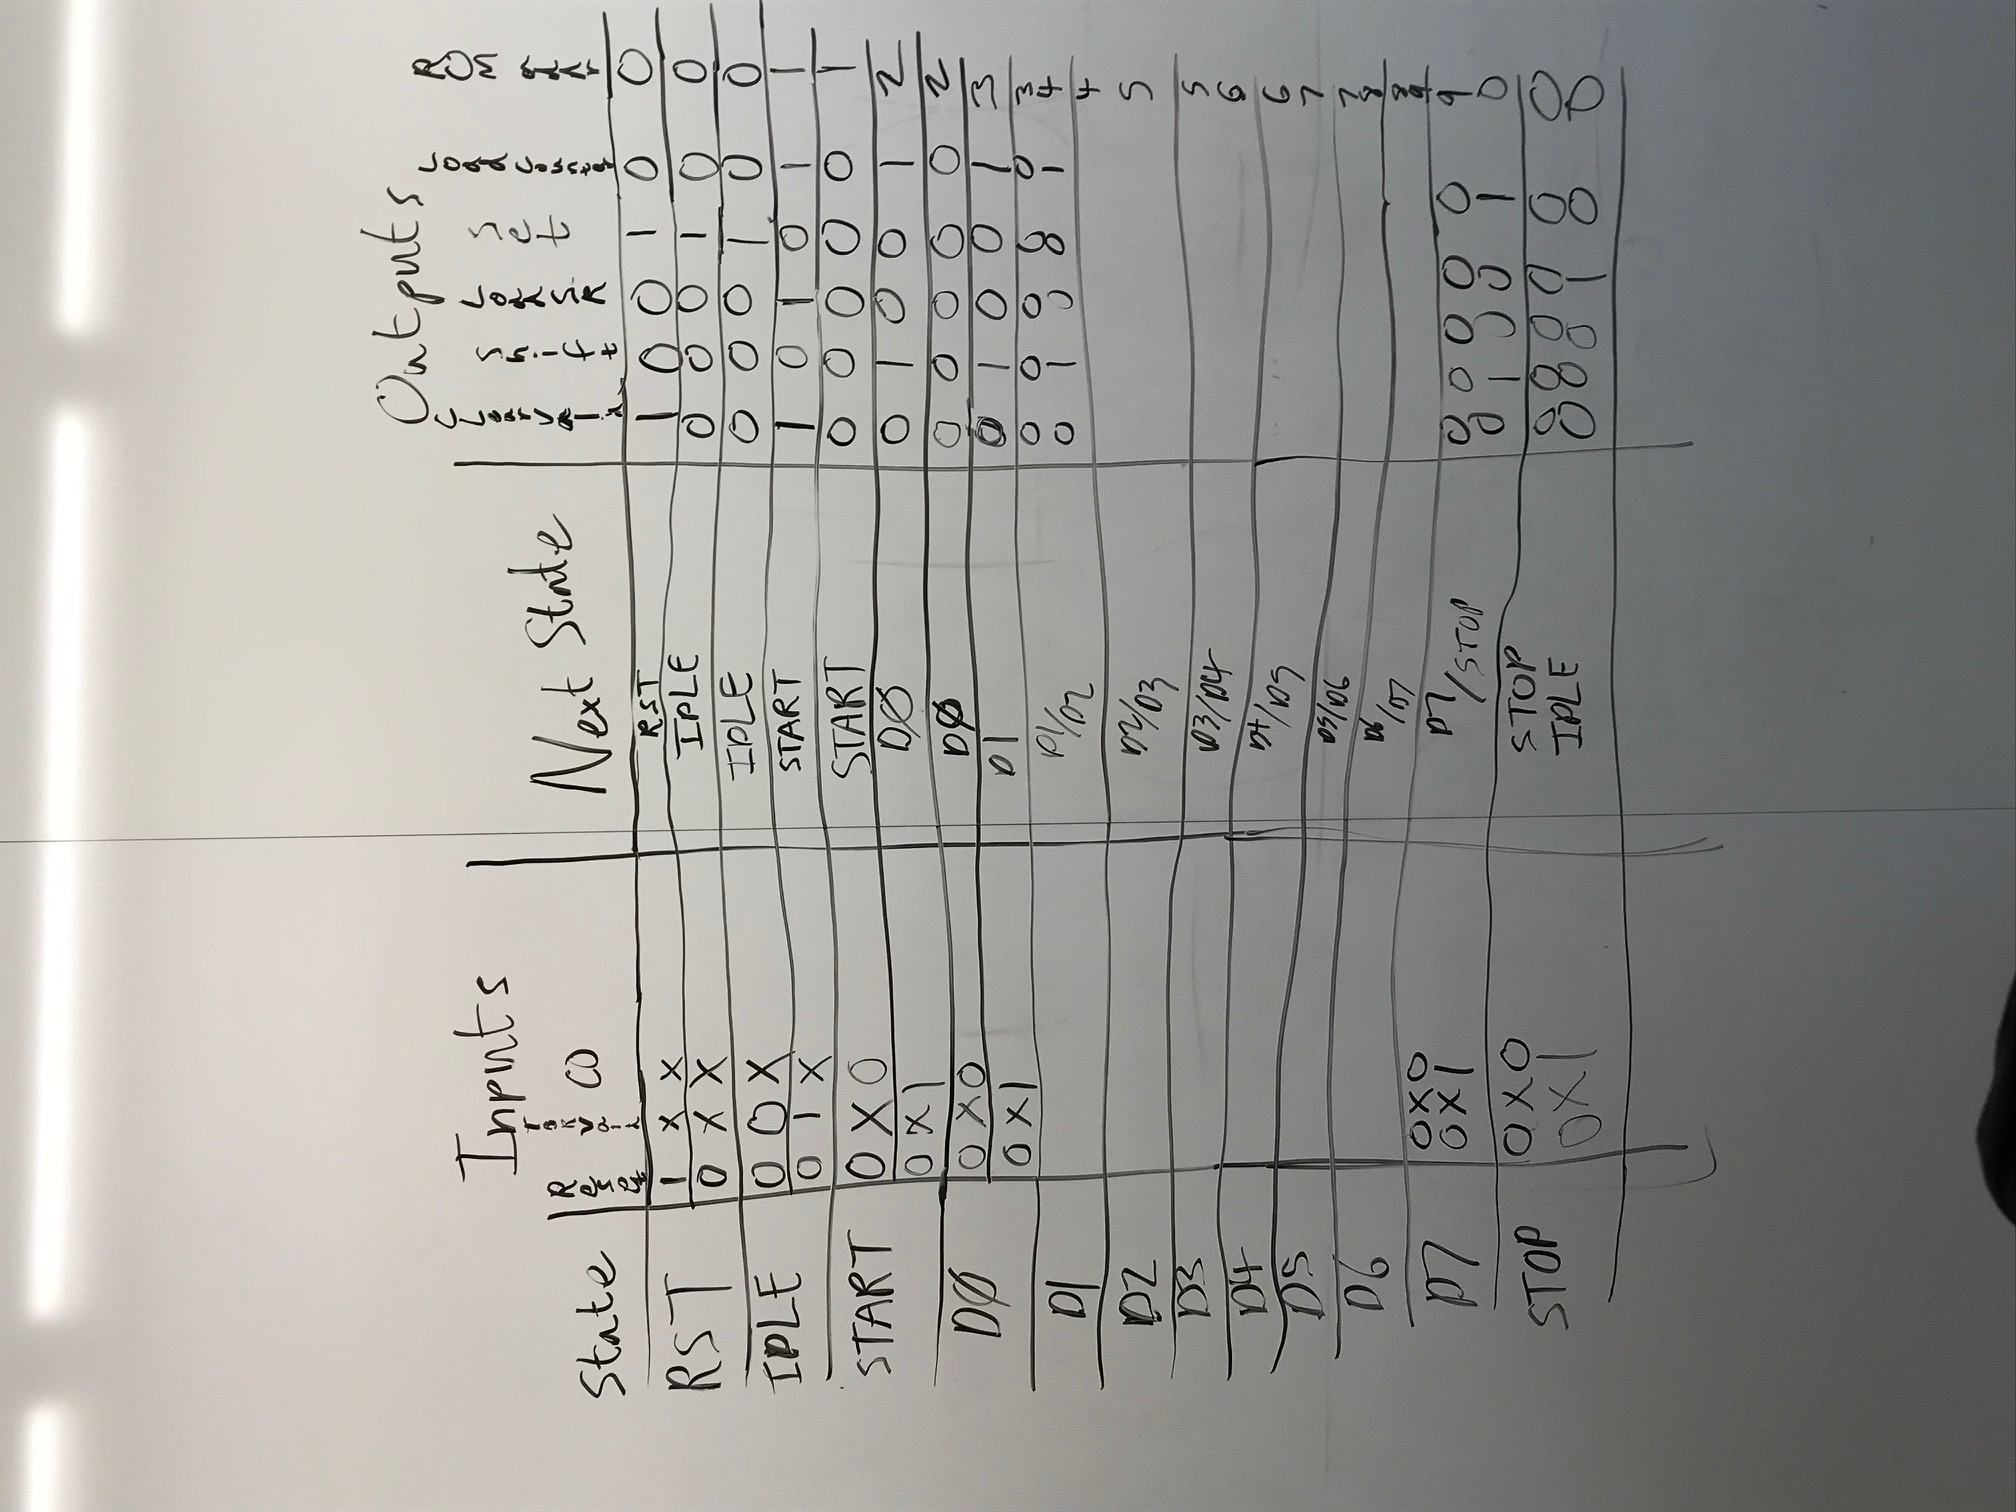 Outputs
Inputs
State Reset TBRValid CO Next State Clearvalid Shift LoadSR Set Load Counter ROM addr
RST 1 X X RST 1 0 0 1 0 0
0 X X IDLE 0 0 0 1 0 0
IDLE 0 0 X IDLE 0 0 0 1 0 0
0 1 X START 1 0 1 0 1 1
START 0 X 0 START 0 0 0 0 0 1
0 X 1 DØ 0 1 0 0 1 2
DØ 0 X 0 DØ 0 0 0 0 0 2
0 X 1 D1 0 1 0 0 1 3
D1 D1/D2 0 0 0 0 0 3
0 1 0 0 1 4
4
D2 D2/D3 5
D3 D3/D4 5
6
D4 D4/D5 6
7
D5 D5/D6 7
8
D6 D6/D7 8
9
D7 0 X 0 D7/STOP 0 0 0 0 0 9
0 X 1 0 1 0 0 1 0
STOP 0 X 0 STOP 0 0 0 0 0 0
0 X 1 IDLE 0 0 0 1 0 0